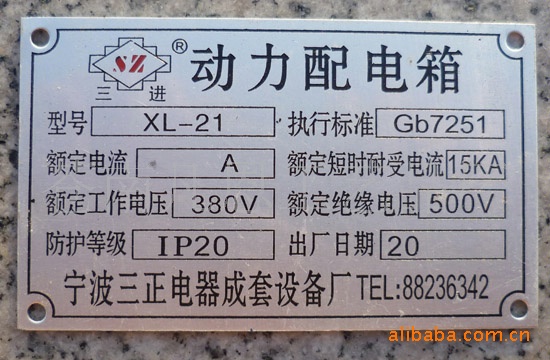 SZ ® 动力配电箱
三进
型号 XL-21 执行标准 Gb7251
额定电流 A 额定短时耐受电流 15KA
额定工作电压 380V 额定绝缘电压 500V
防护等级 IP20 出厂日期 20
宁波三正电器成套设备厂 TEL:88236342
alibaba.com.cn